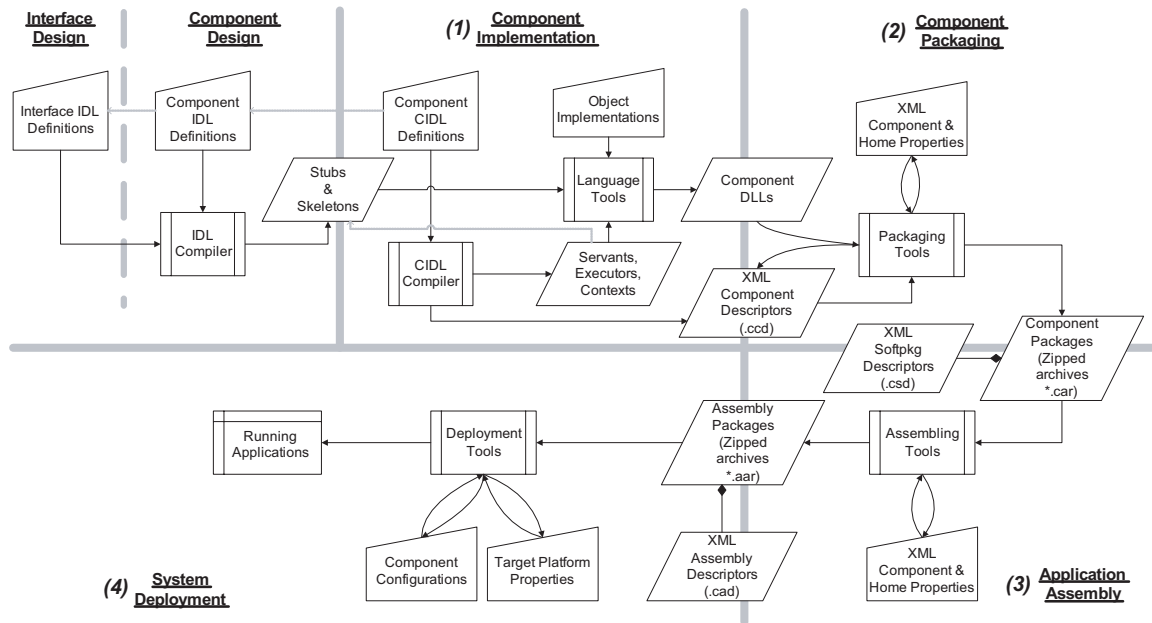 Interface
Design
Component
Design
(1)
Component
Implementation
(2)
Component
Packaging
Interface IDL
Definitions
Component
IDL
Definitions
Component
CIDL
Definitions
Object
Implementations
XML
Component &
Home Properties
Stubs
&
Skeletons
Language
Tools
Component
DLLs
IDL
Compiler
Packaging
Tools
CIDL
Compiler
Servants,
Executors,
Contexts
XML
Component
Descriptors
(.ccd)
XML
Softpkg
Descriptors
(.csd)
Component
Packages
(Zipped
archives
*.car)
Running
Applications
Deployment
Tools
Assembly
Packages
(Zipped
archives
*.aar)
Assembling
Tools
Component
Configurations
Target Platform
Properties
XML
Assembly
Descriptors
(.cad)
XML
Component &
Home Properties
(4)
System
Deployment
(3)
Application
Assembly